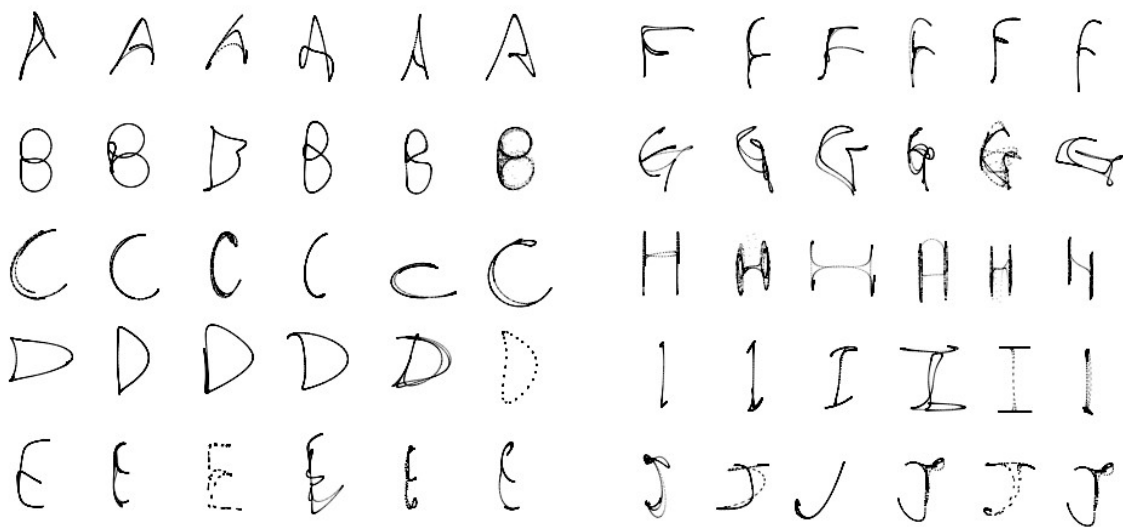 A A A A A A F F F F F F
B B B B B B G G G G G G
C C C C C C H H H H H H
D D D D D D I I I I I I
E E E E E E J J J J J J